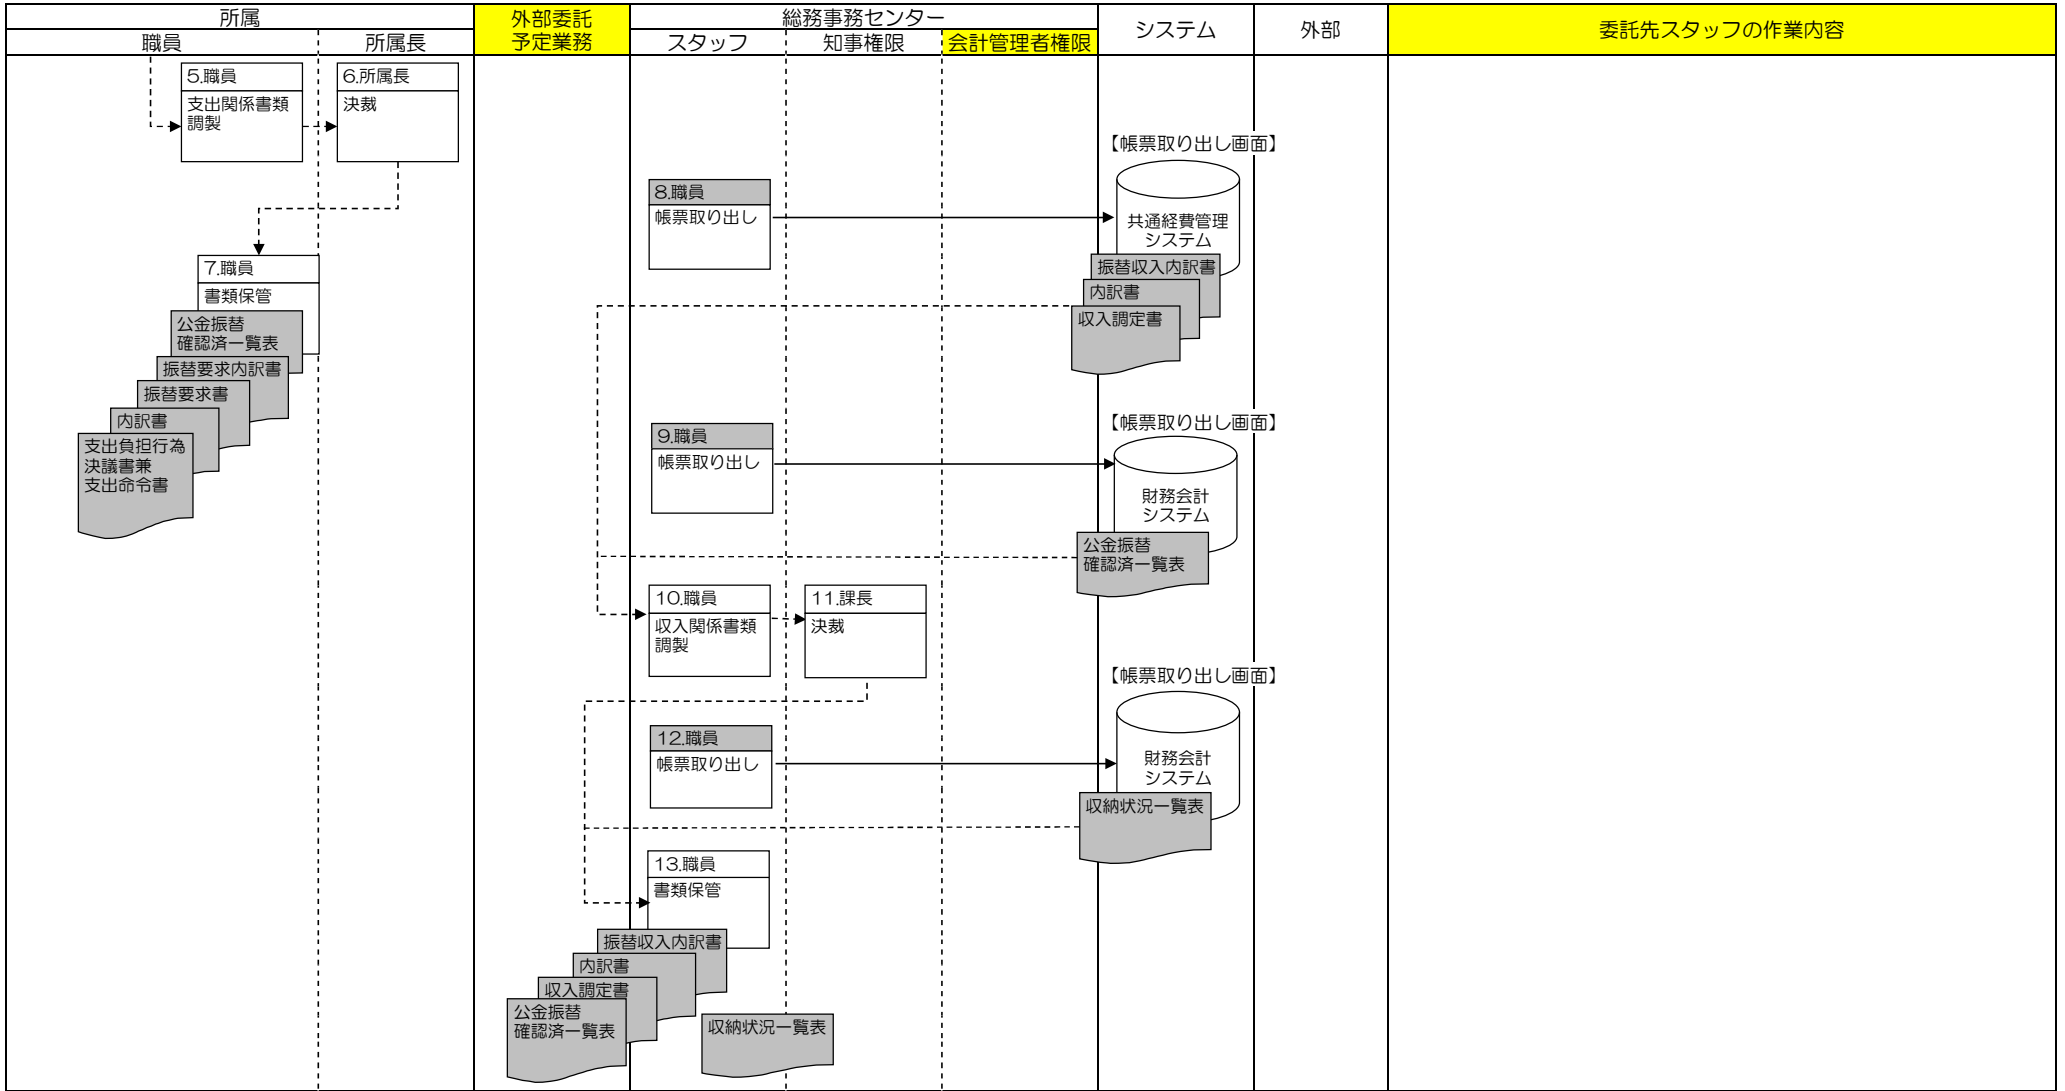 所属
外部委託
予定業務
総務事務センター
システム
外部
委託先スタッフの作業内容
職員
所属長
スタッフ
知事権限
会計管理者権限
5.職員
支出関係書類
調製
6.所属長
決裁
【帳票取り出し画面】
8.職員
帳票取り出し
共通経費管理
システム
振替収入内訳書
内訳書
収入調定書
7.職員
書類保管
公金振替
確認済一覧表
振替要求内訳書
振替要求書
内訳書
支出負担行為
決議書兼
支出命令書
【帳票取り出し画面】
9.職員
帳票取り出し
財務会計
システム
公金振替
確認済一覧表
10.職員
収入関係書類
調製
11.課長
決裁
【帳票取り出し画面】
12.職員
帳票取り出し
財務会計
システム
収納状況一覧表
13.職員
書類保管
振替収入内訳書
内訳書
収入調定書
公金振替
確認済一覧表
収納状況一覧表